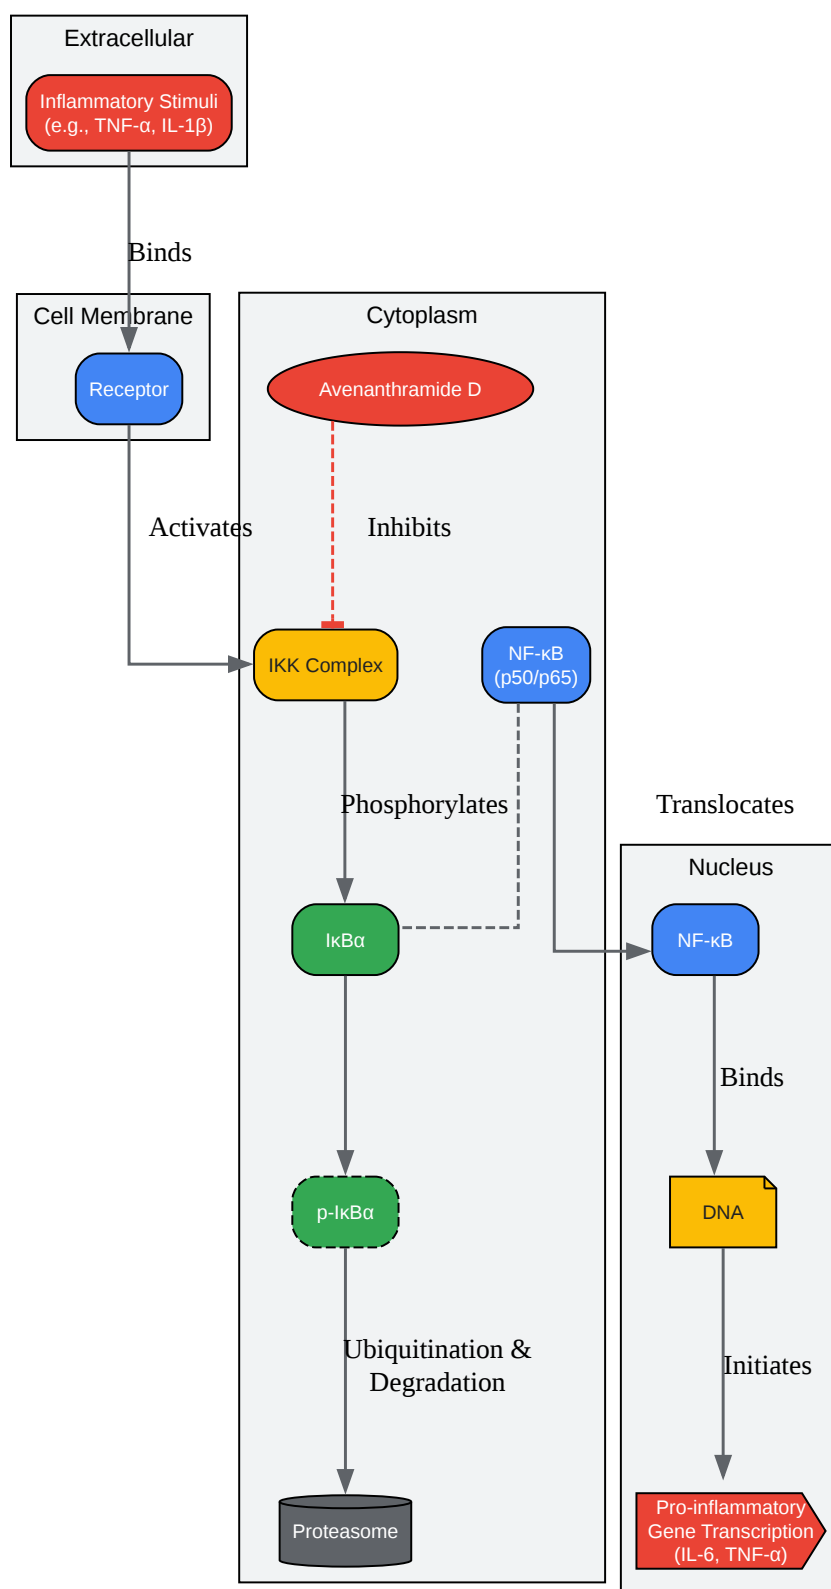 Extracellular
Inflammatory Stimuli
(e.g., TNF-α, IL-1β)
Binds
Cell Membrane
Receptor
Cytoplasm
Avenanthramide D
Activates
Inhibits
IKK Complex
NF-κB
(p50/p65)
Phosphorylates
Translocates
Nucleus
IκBα
NF-κB
Binds
p-IκBα
DNA
Ubiquitination &
Degradation
Initiates
Proteasome
Pro-inflammatory
Gene Transcription
(IL-6, TNF-α)